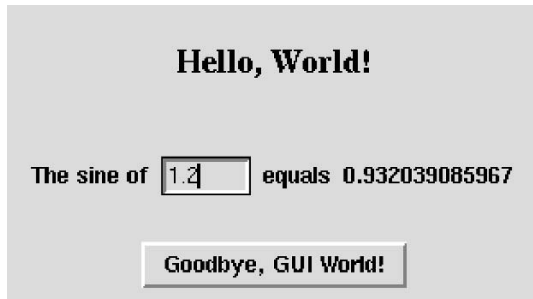 Hello, World!
The sine of 1.2 equals 0.932039085967
Goodbye, GUI World!